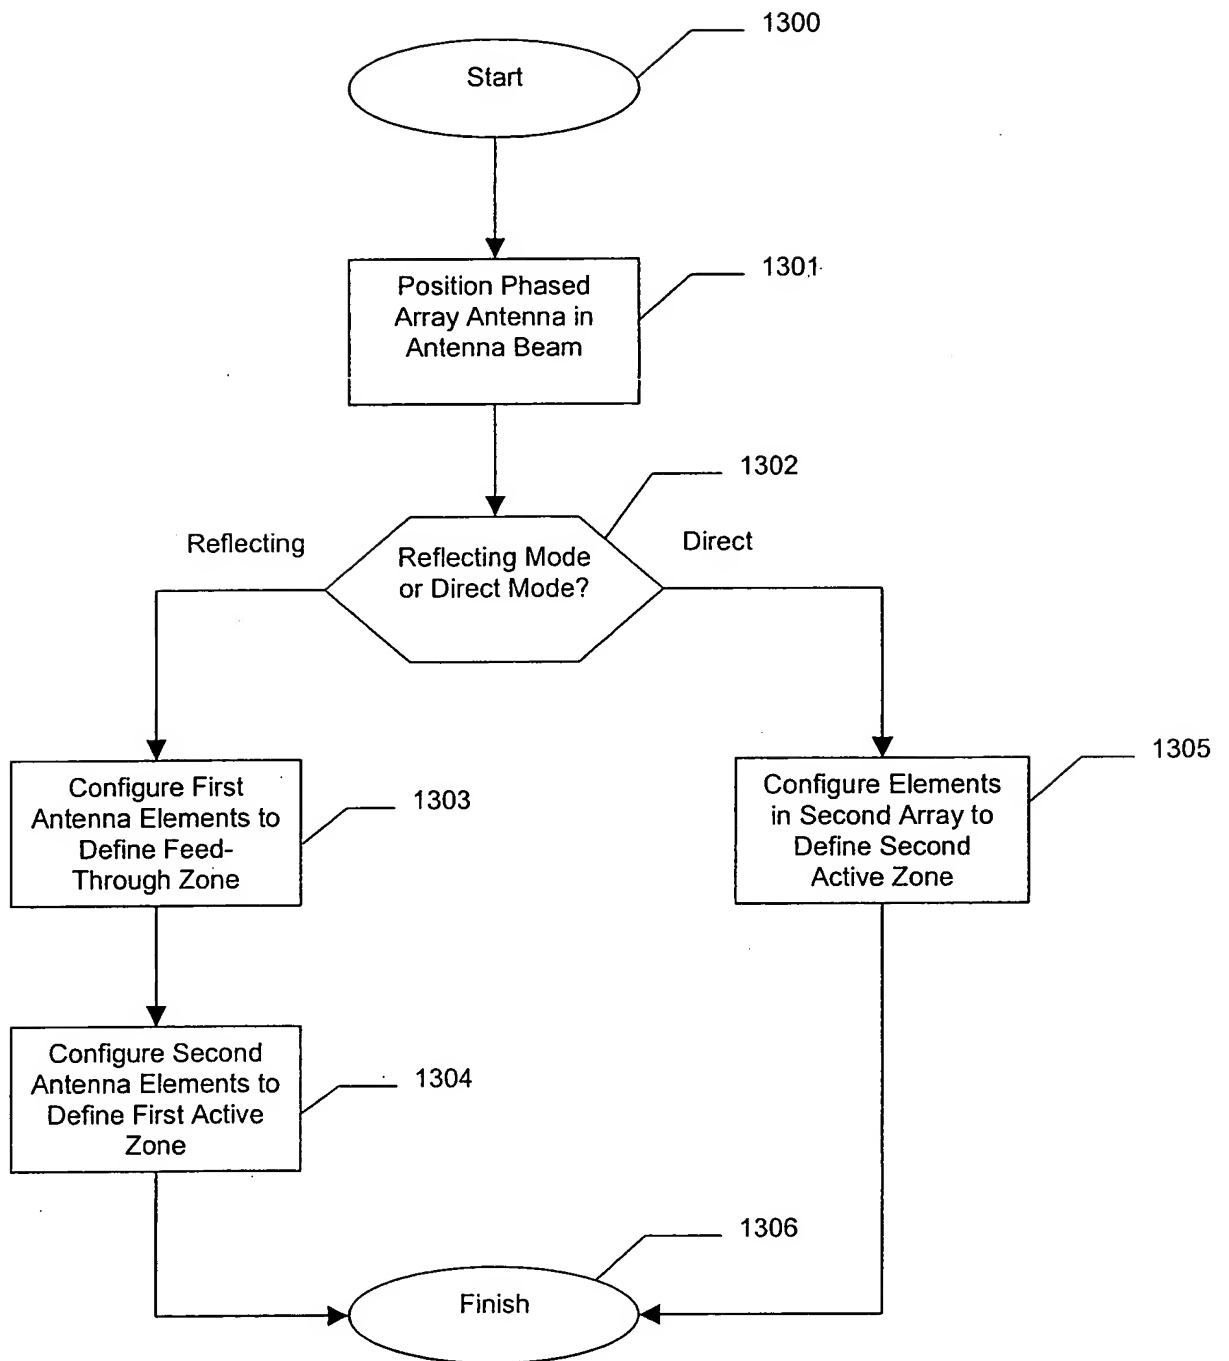 1300
Start
1301
Position Phased
Array Antenna in
Antenna Beam
1302
Reflecting
Direct
Reflecting Mode
or Direct Mode?
1303
Configure First
Antenna Elements to
Define Feed-
Through Zone
1305
Configure Elements
in Second Array to
Define Second
Active Zone
1304
Configure Second
Antenna Elements to
Define First Active
Zone
1306
Finish